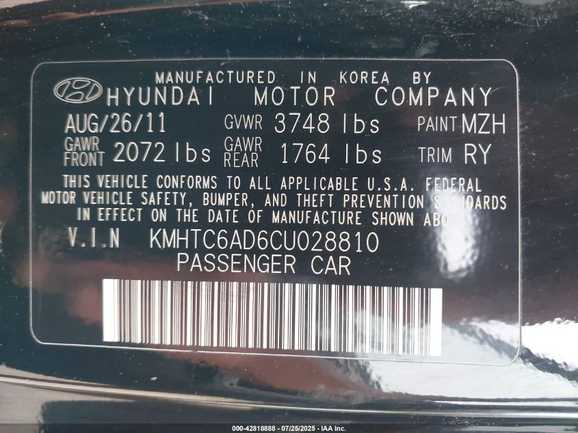 MANUFACTURED IN KOREA BY
HYUNDAI MOTOR COMPANY
AUG/26/11 GVWR 3748 lbs PAINT MZH
GAWR FRONT 2072 lbs GAWR REAR 1764 lbs TRIM RY
THIS VEHICLE CONFORMS TO ALL APPLICABLE U.S.A. FEDERAL
MOTOR VEHICLE SAFETY, BUMPER, AND THEFT PREVENTION STANDARDS
IN EFFECT ON THE DATE OF MANUFACTURE SHOWN ABOVE.
V.I.N KMHTC6AD6CU028810
PASSENGER CAR
000-42818888 - 07/25/2025 - IAA Inc.